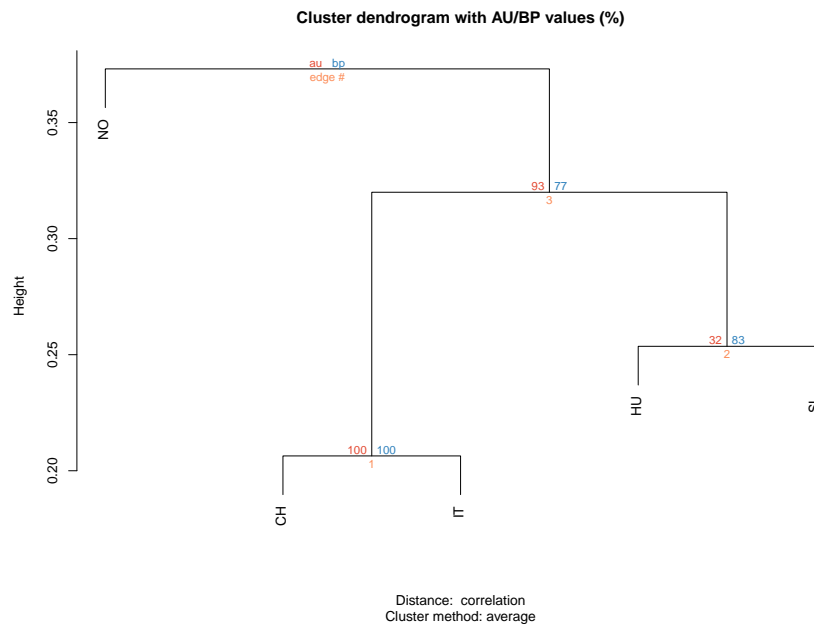 Cluster dendrogram with AU/BP values (%)
au bp
edge #
NO
0.35
93 77
3
0.30
Height
32 83
2
0.25
HU
100 100
1
0.20
CH
IT
Distance: correlation
Cluster method: average